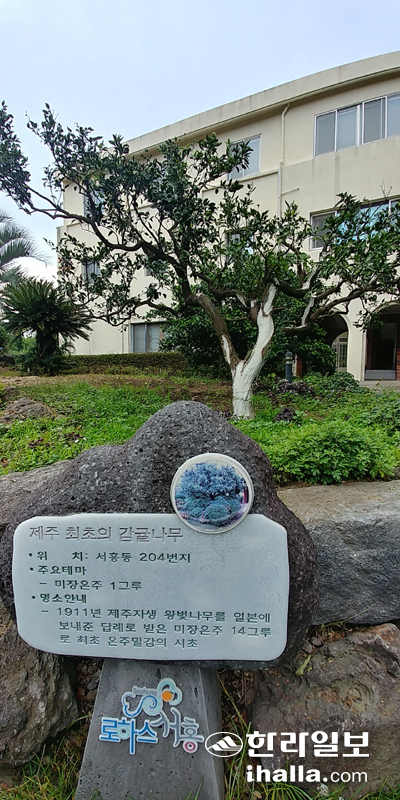 제주 최초의 감귤나무
• 위 치: 서홍동 204번지
• 주요테마
- 미장온주 1그루
• 명소안내
- 1911년 제주자생 왕벚나무를 일본에
보내준 답례로 받은 미장온주 14그루
로 최초 온주밀감의 시초
로하스서홍
한라일보
ihalla.com